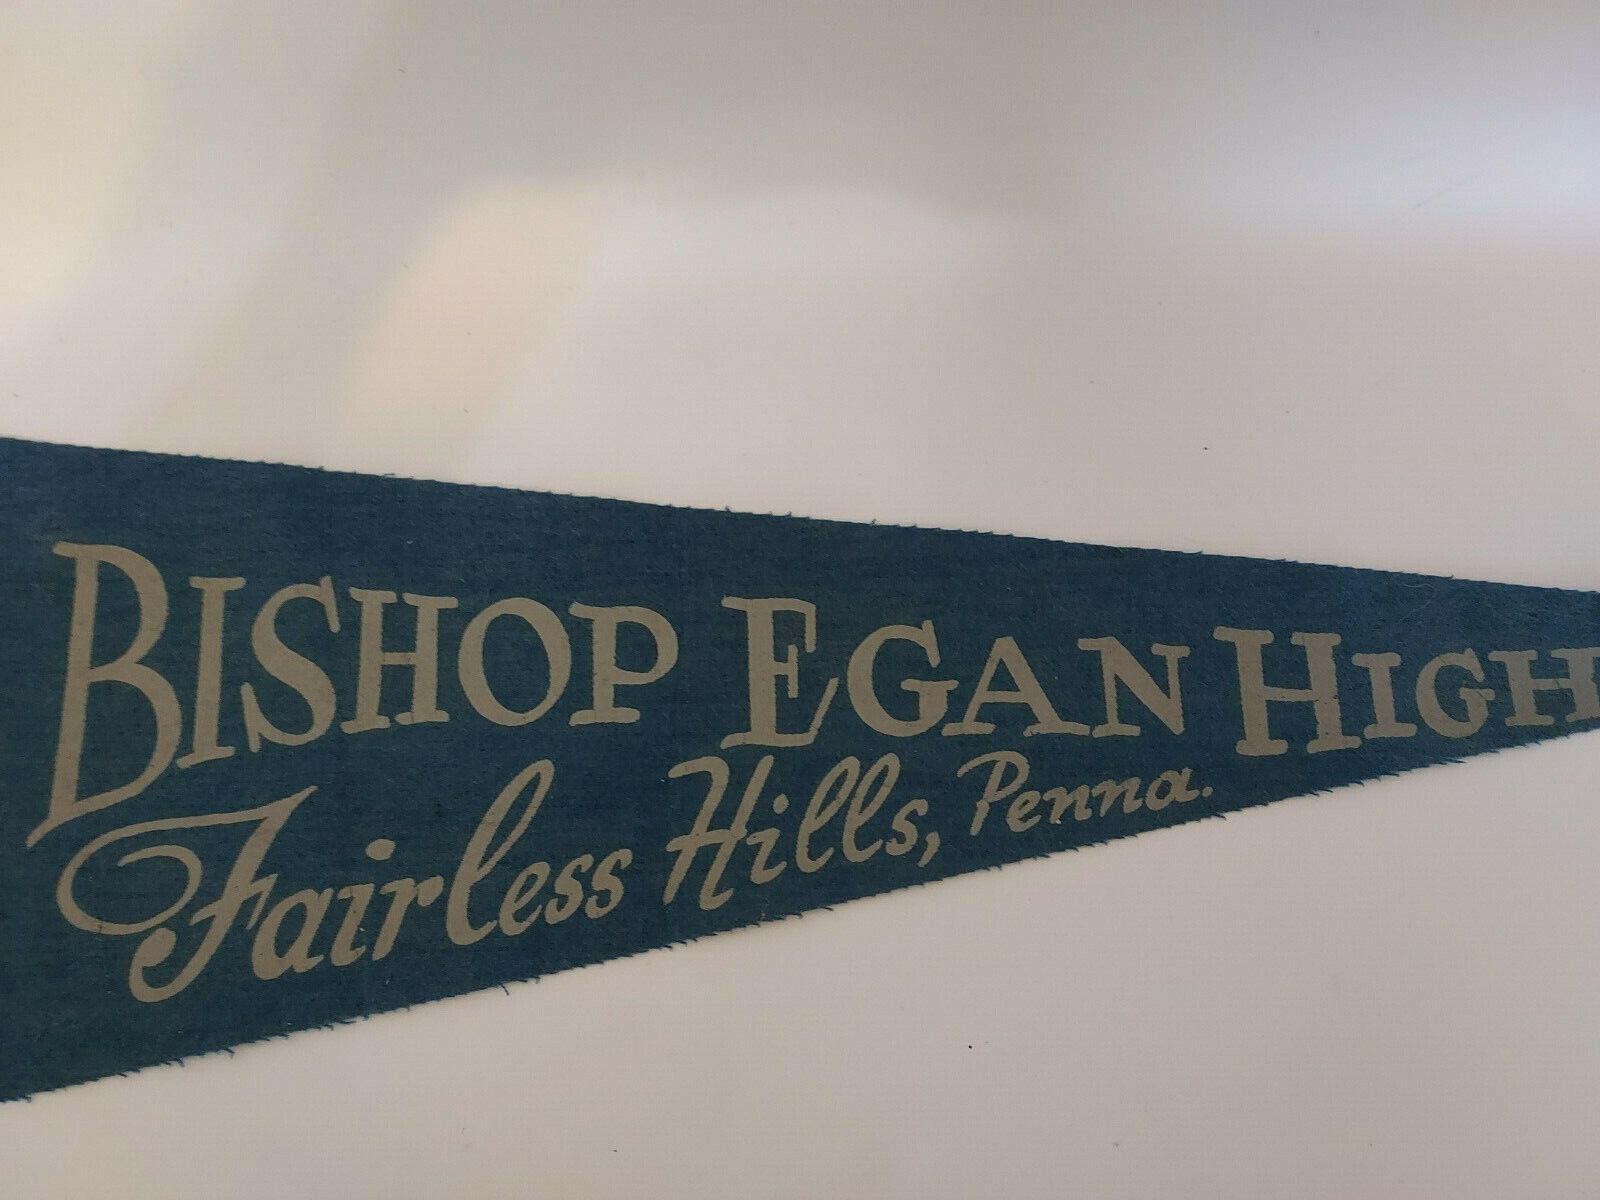 BISHOP EGAN HIGH
Fairless Hills, Penna.